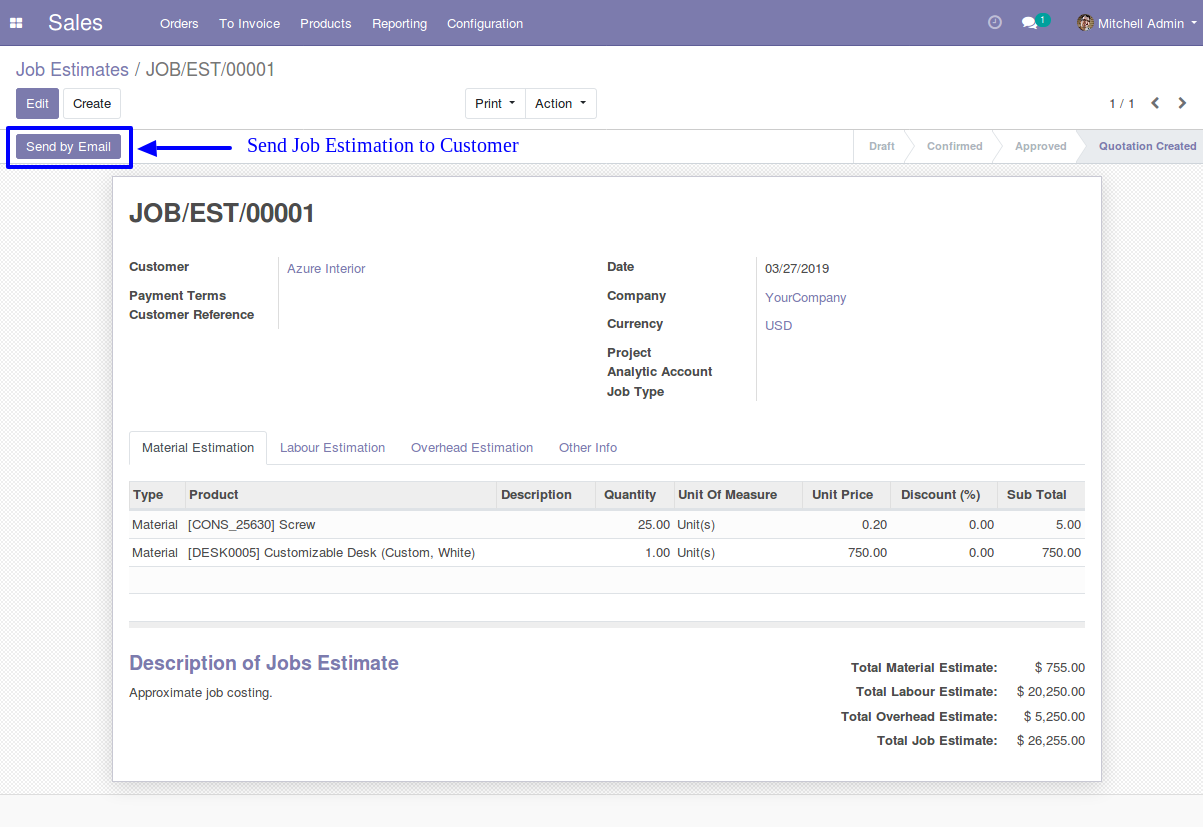 Sales Orders To Invoice Products Reporting Configuration 1 Mitchell Admin
Job Estimates / JOB/EST/00001
Edit Create Print Action 1 / 1
Send by Email Send Job Estimation to Customer Draft Confirmed Approved Quotation Created
JOB/EST/00001
Customer Azure Interior
Payment Terms
Customer Reference
Date 03/27/2019
Company YourCompany
Currency USD
Project
Analytic Account
Job Type
Material Estimation Labour Estimation Overhead Estimation Other Info
Type Product Description Quantity Unit Of Measure Unit Price Discount (%) Sub Total
Material [CONS_25630] Screw 25.00 Unit(s) 0.20 0.00 5.00
Material [DESK0005] Customizable Desk (Custom, White) 1.00 Unit(s) 750.00 0.00 750.00
Description of Jobs Estimate
Approximate job costing.
Total Material Estimate: $ 755.00
Total Labour Estimate: $ 20,250.00
Total Overhead Estimate: $ 5,250.00
Total Job Estimate: $ 26,255.00